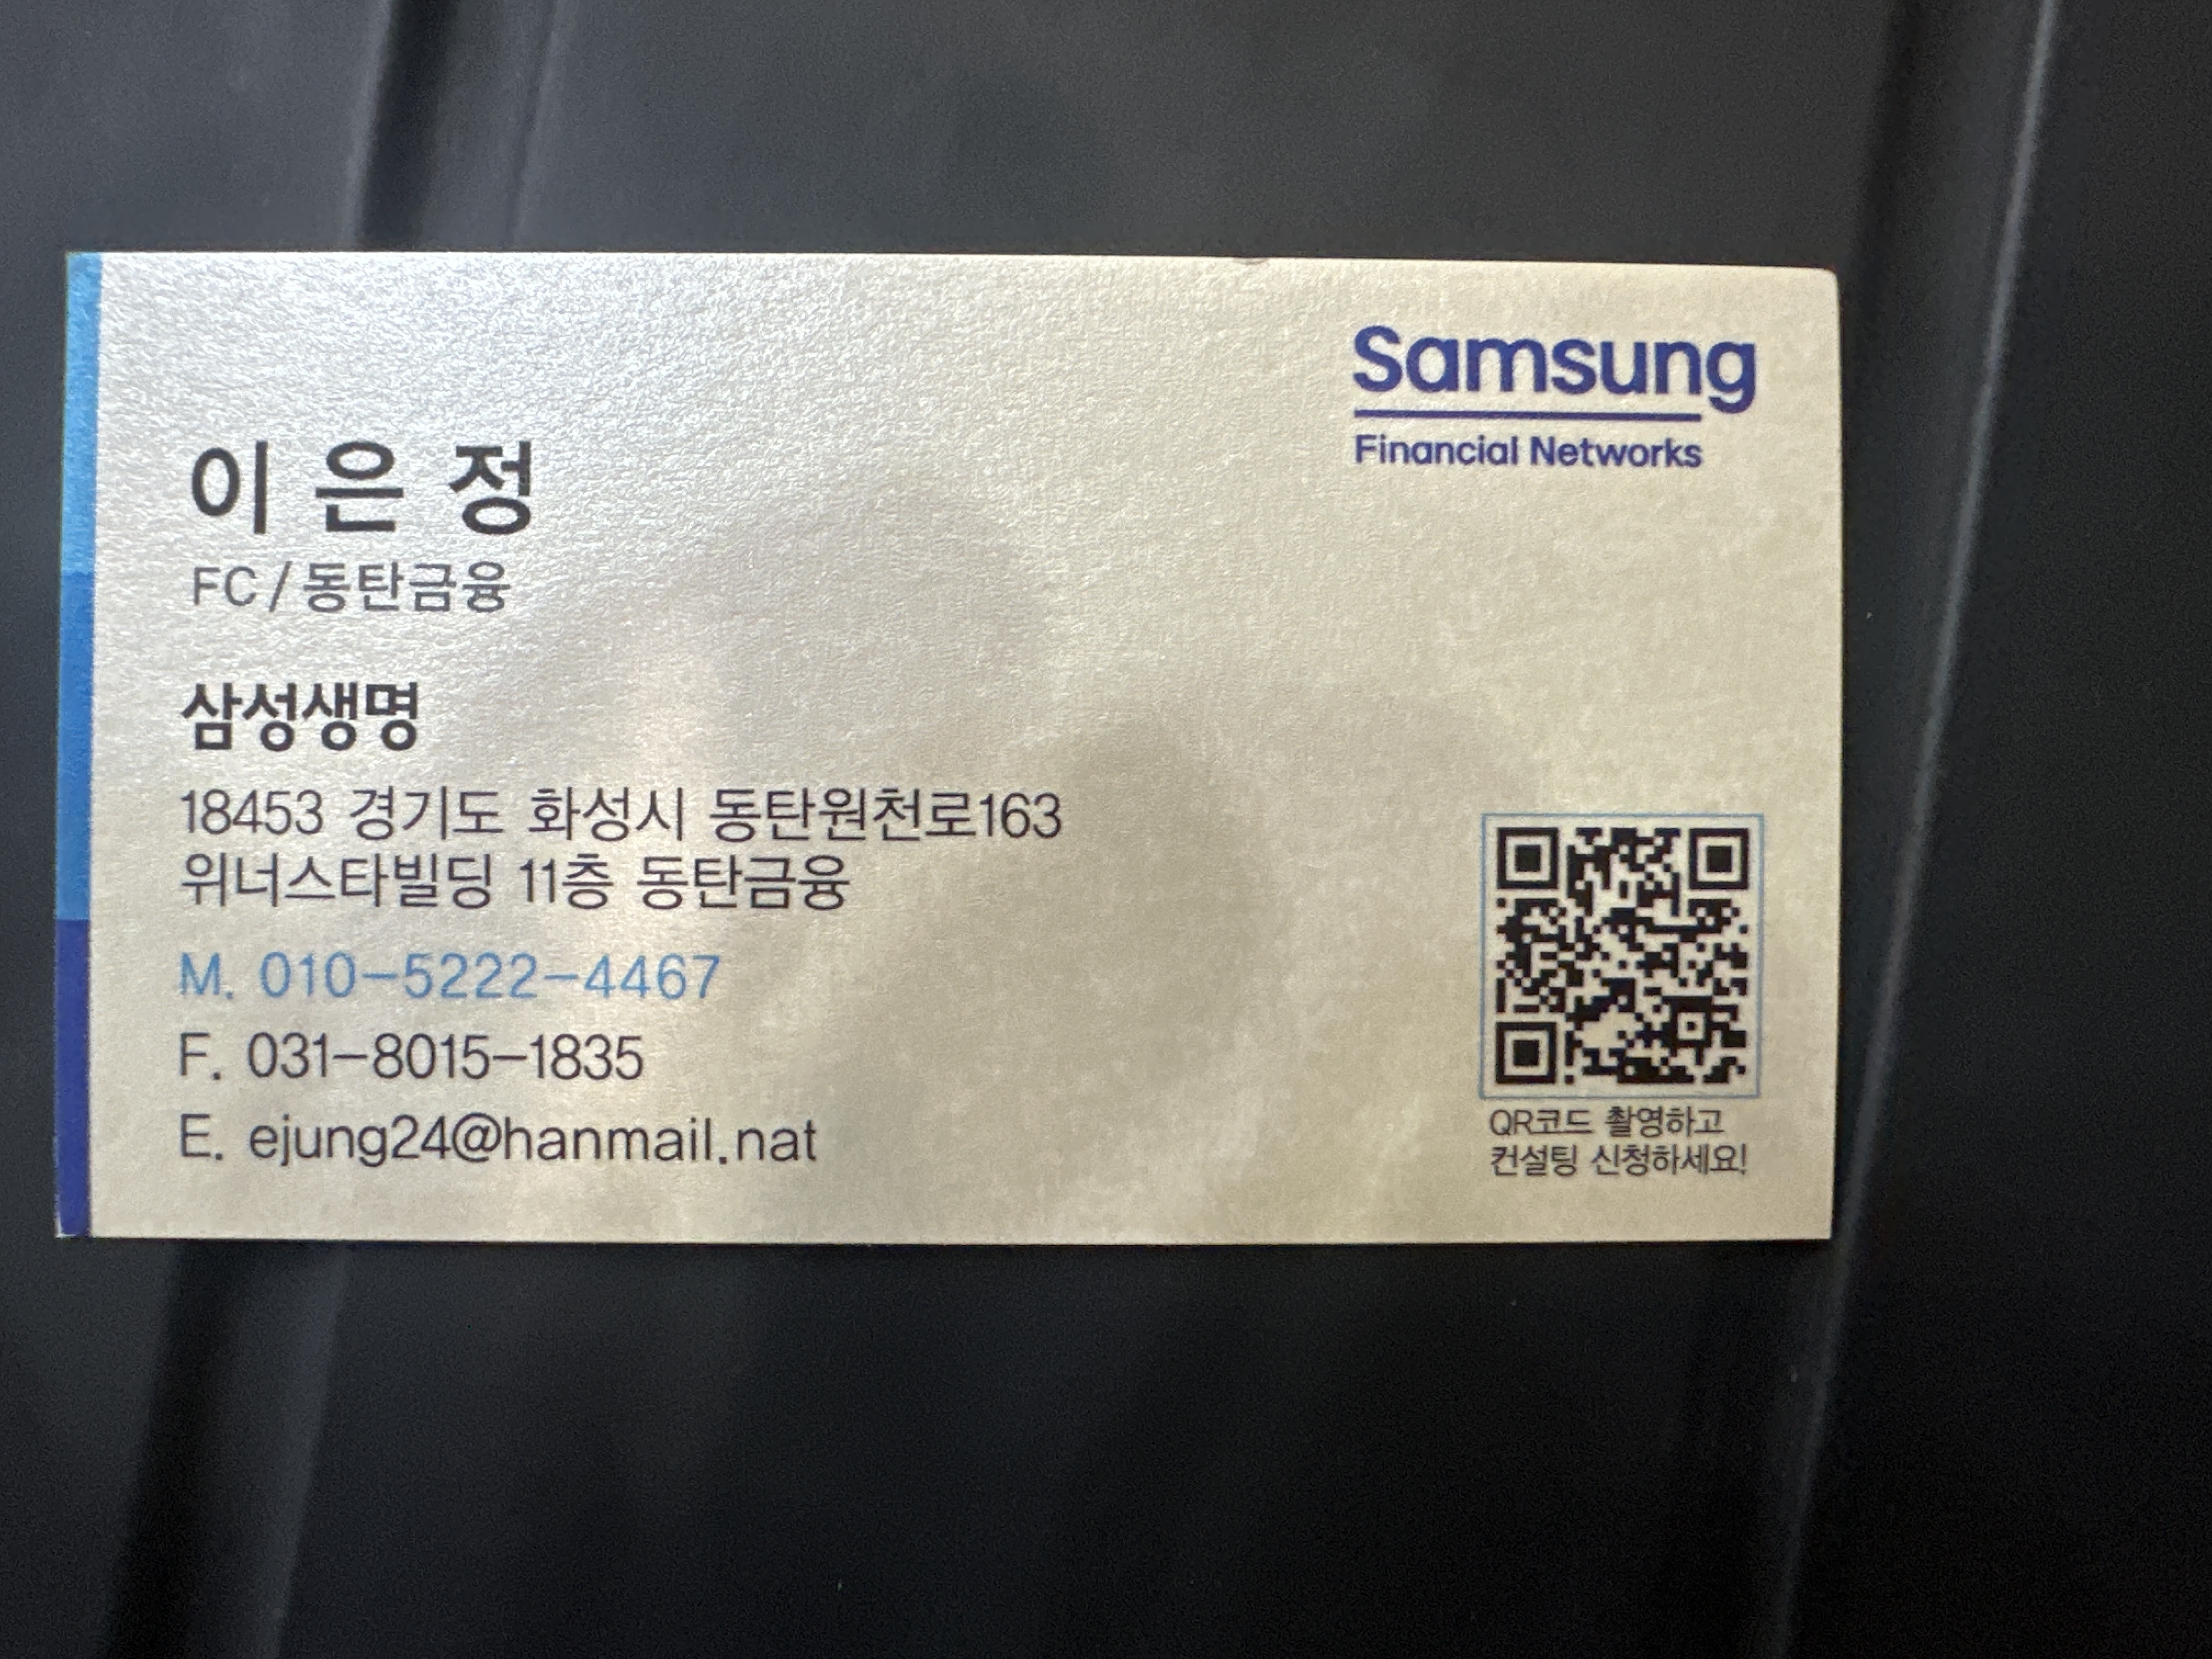 Samsung
Financial Networks
이은정
FC/동탄금융
삼성생명
18453 경기도 화성시 동탄원천로163
위너스타빌딩 11층 동탄금융
M. 010-5222-4467
F. 031-8015-1835
E. ejung24@hanmail.nat
QR코드 촬영하고
컨설팅 신청하세요!